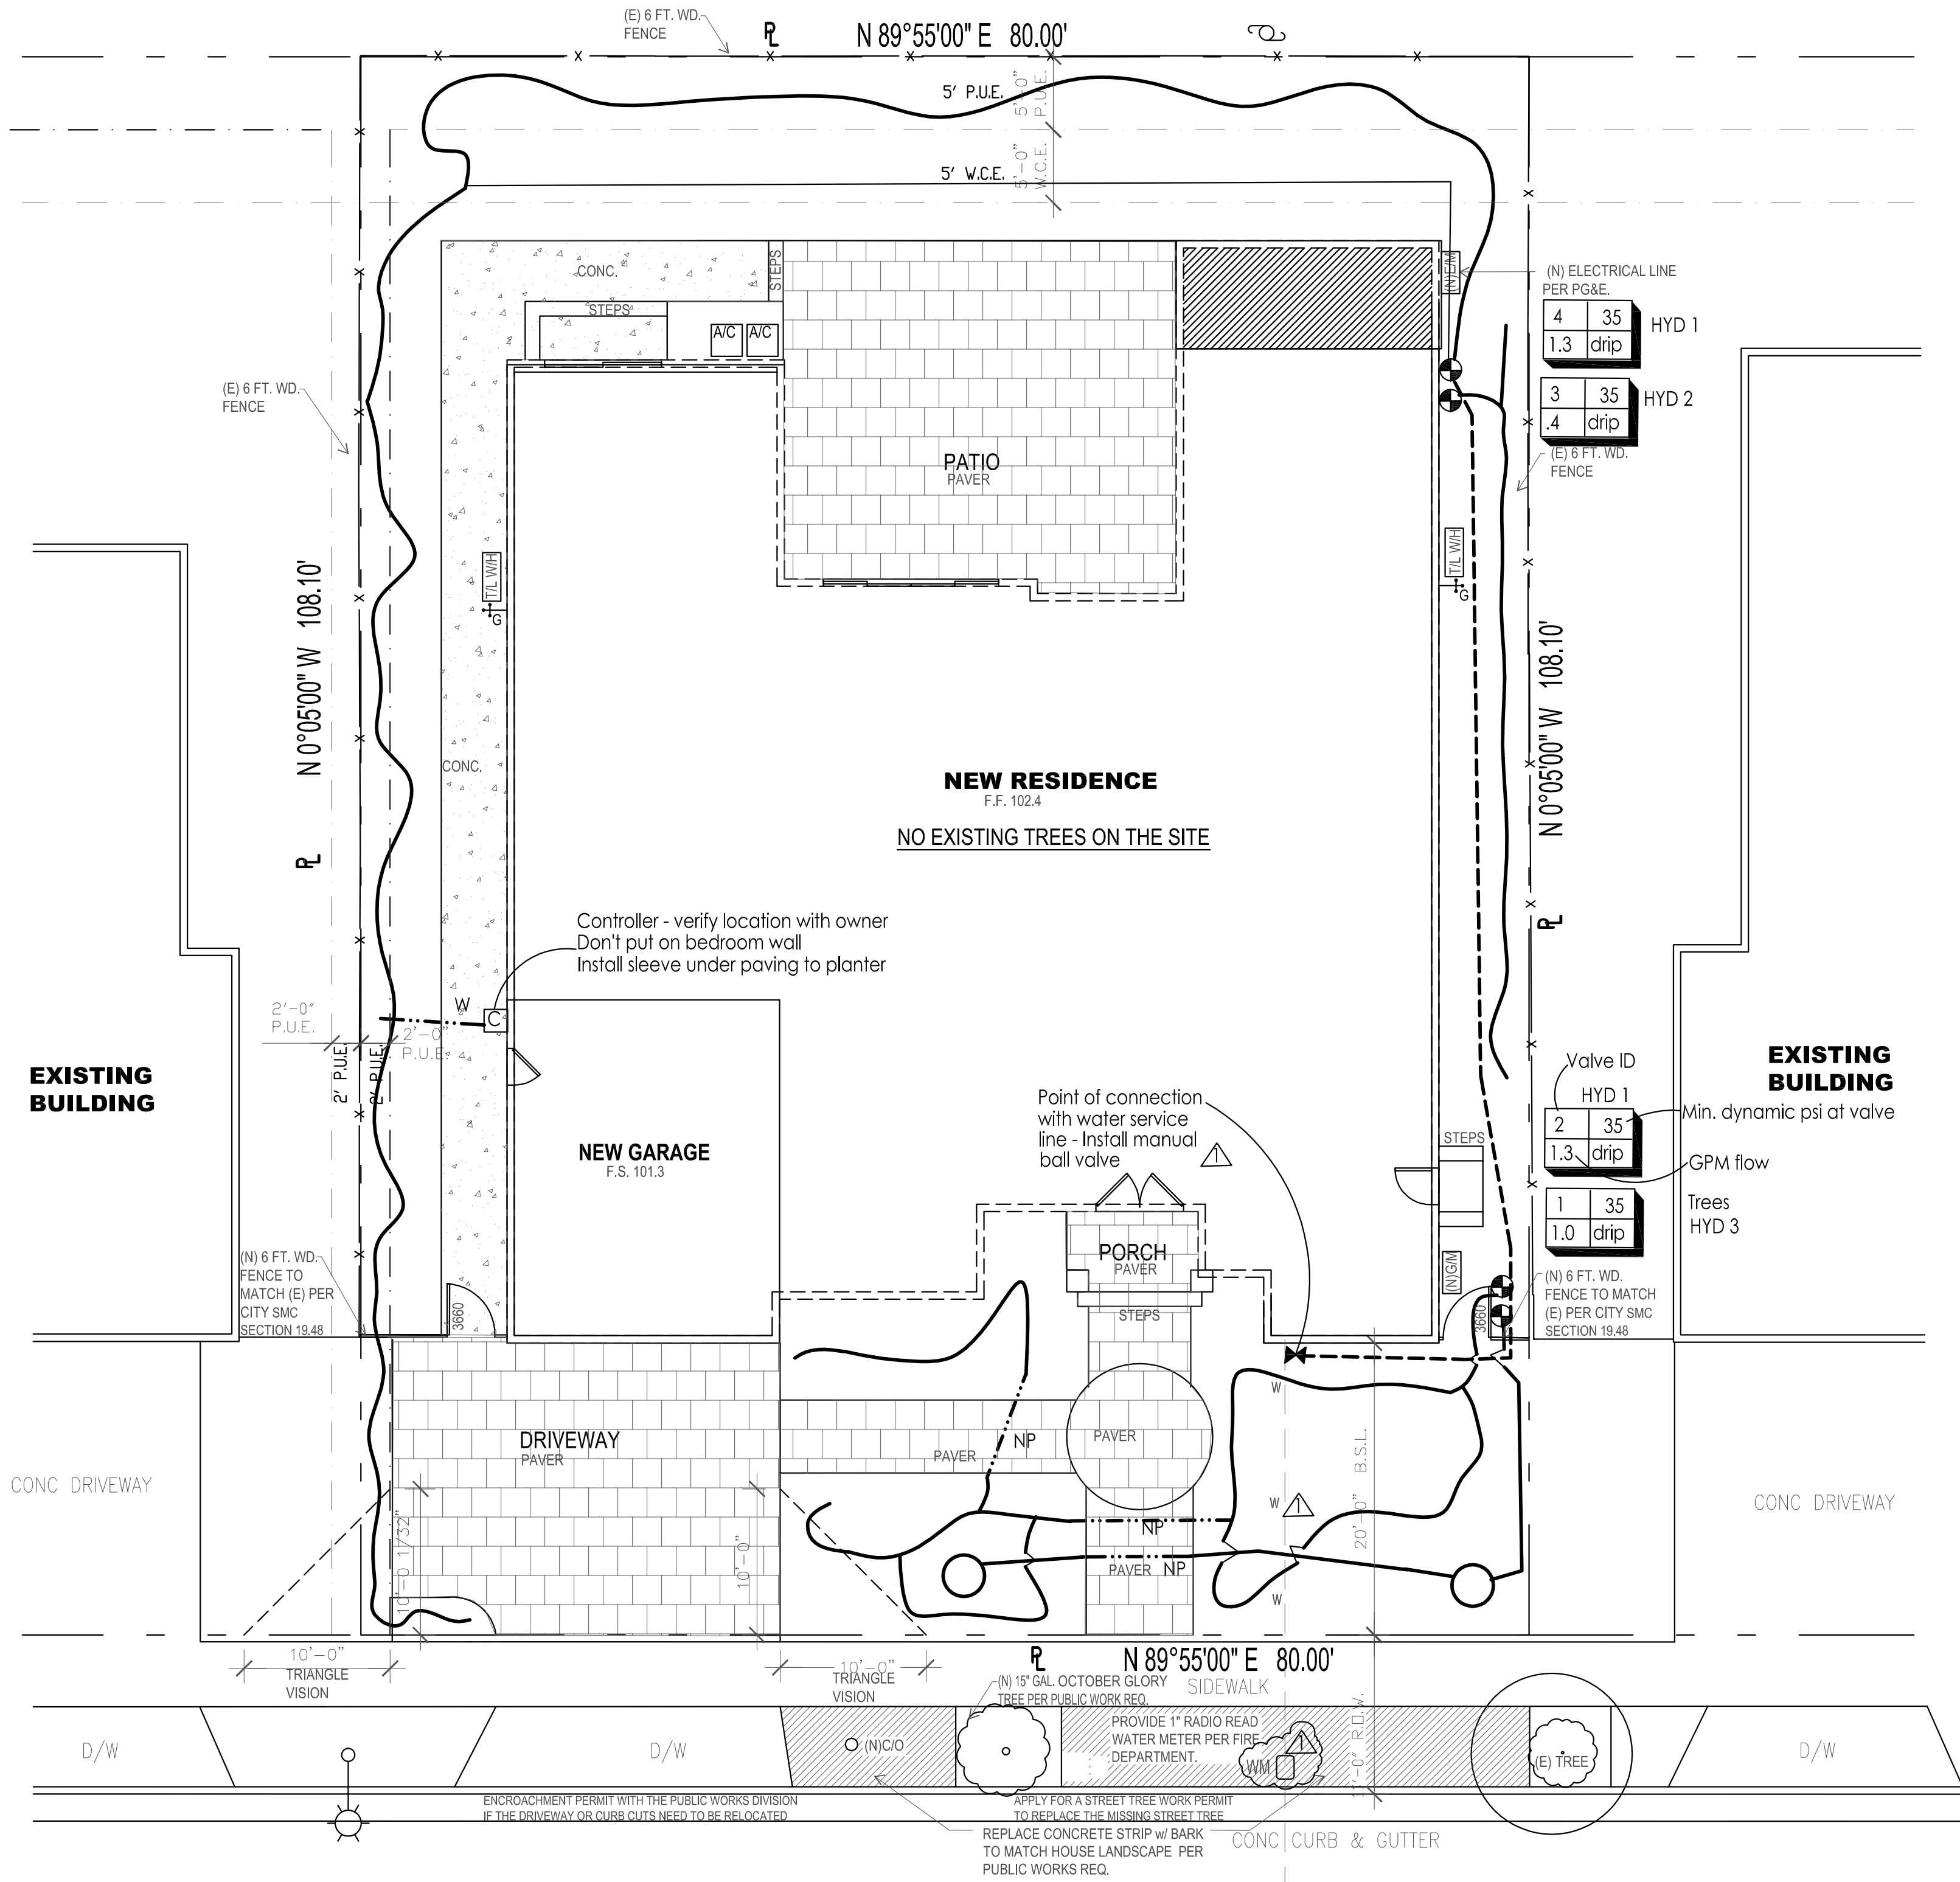 (E) 6 FT. WD.
FENCE
PL
N 89°55'00" E 80.00'
5' P.U.E.
5'-0"
P.U.E.
5' W.C.E.
5'-0"
W.C.E.
CONC.
STEPS
STEPS
A/C
A/C
(N)E/M
(N) ELECTRICAL LINE
PER PG&E.
4 35
1.3 drip
HYD 1
3 35
.4 drip
HYD 2
(E) 6 FT. WD.
FENCE
(E) 6 FT. WD.
FENCE
PATIO
PAVER
T/L W/H
G
T/L W/H
G
N 0°05'00" W 108.10'
PL
N 0°05'00" W 108.10'
PL
CONC.
NEW RESIDENCE
F.F. 102.4
NO EXISTING TREES ON THE SITE
Controller - verify location with owner
Don't put on bedroom wall
Install sleeve under paving to planter
W
C
2'-0"
P.U.E.
2'-0"
P.U.E.
2' P.U.E.
2' P.U.E.
EXISTING
BUILDING
EXISTING
BUILDING
Valve ID
HYD 1
2 35
1.3 drip
Min. dynamic psi at valve
GPM flow
1 35
1.0 drip
Trees
HYD 3
Point of connection
with water service
line - Install manual
ball valve
1
NEW GARAGE
F.S. 101.3
STEPS
PORCH
PAVER
STEPS
(N)G/M
(N) 6 FT. WD.
FENCE TO
MATCH (E) PER
CITY SMC
SECTION 19.48
3660
3660
(N) 6 FT. WD.
FENCE TO MATCH
(E) PER CITY SMC
SECTION 19.48
W
DRIVEWAY
PAVER
PAVER
NP
PAVER
W
1
20'-0" B.S.L.
CONC DRIVEWAY
CONC DRIVEWAY
NP
PAVER
NP
W
10'-0 1/32"
10'-0"
10'-0"
TRIANGLE
VISION
10'-0"
TRIANGLE
VISION
PL
N 89°55'00" E 80.00'
(N) 15" GAL. OCTOBER GLORY
TREE PER PUBLIC WORK REQ.
SIDEWALK
D/W
D/W
(N)C/O
PROVIDE 1" RADIO READ
WATER METER PER FIRE
DEPARTMENT.
1
WM
R.O.W.
(E) TREE
D/W
ENCROACHMENT PERMIT WITH THE PUBLIC WORKS DIVISION
IF THE DRIVEWAY OR CURB CUTS NEED TO BE RELOCATED
APPLY FOR A STREET TREE WORK PERMIT
TO REPLACE THE MISSING STREET TREE
REPLACE CONCRETE STRIP w/ BARK
TO MATCH HOUSE LANDSCAPE PER
PUBLIC WORKS REQ.
CONC CURB & GUTTER